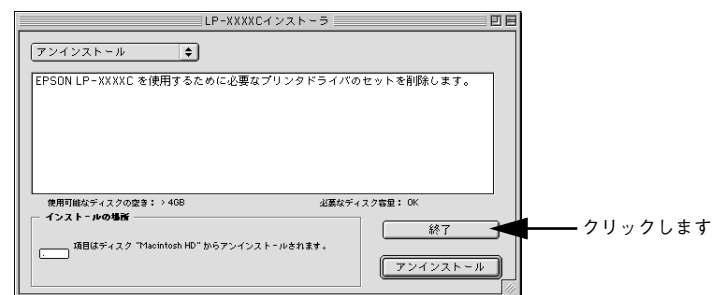 LP-XXXXCインストーラ
アンインストール
EPSON LP-XXXXC を使用するために必要なプリンタドライバのセットを削除します。
使用可能なディスクの空き： > 4GB
必要なディスク容量： OK
インストールの場所
項目はディスク "Macintosh HD" からアンインストールされます。
終了
クリックします
アンインストール